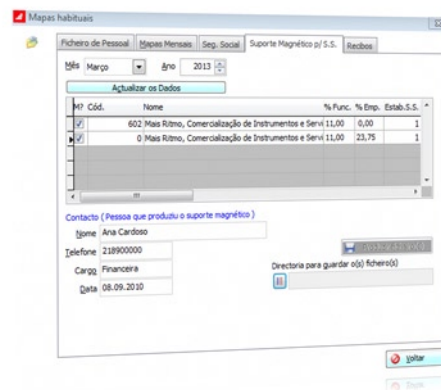 Mapas habituais
Ficheiro de Pessoal Mapas Mensais Seg. Social Suporte Magnético p/ S.S. Recibos
Mês Março Ano 2013
Actualizar os Dados
M? Cód. Nome % Func. % Emp. Estab.S.S.
602 Mais Ritmo, Comercialização de Instrumentos e Servi 11,00 0,00 1
0 Mais Ritmo, Comercialização de Instrumentos e Servi 11,00 23,75 1
Contacto ( Pessoa que produziu o suporte magnético )
Nome Ana Cardoso
Telefone 218900000
Cargo Financeira
Directoria para guardar o(s) ficheiro(s)
Data 08.09.2010
Voltar